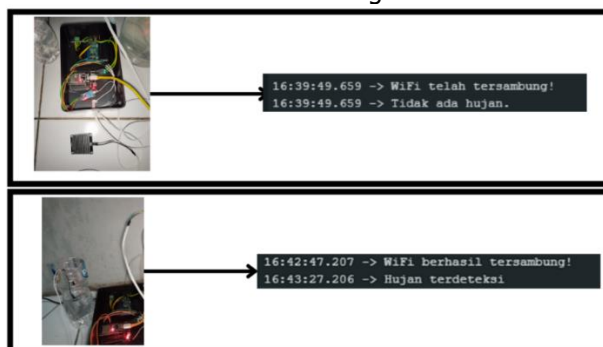 16:39:49.659 -> WiFi telah tersambung!
16:39:49.659 -> Tidak ada hujan.
16:42:47.207 -> WiFi berhasil tersambung!
16:43:27.206 -> Hujan terdeteksi